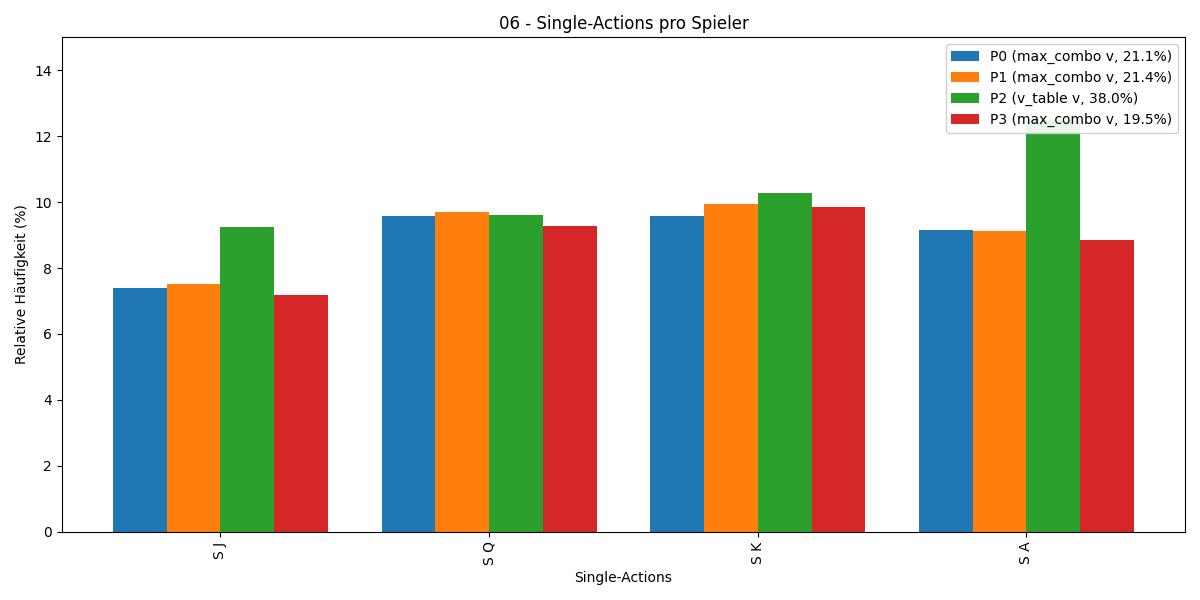 06 - Single-Actions pro Spieler
P0 (max_combo v, 21.1%)
P1 (max_combo v, 21.4%)
P2 (v_table v, 38.0%)
P3 (max_combo v, 19.5%)
Relative Häufigkeit (%)
14
12
10
8
6
4
2
0
S J
S Q
S K
S A
Single-Actions